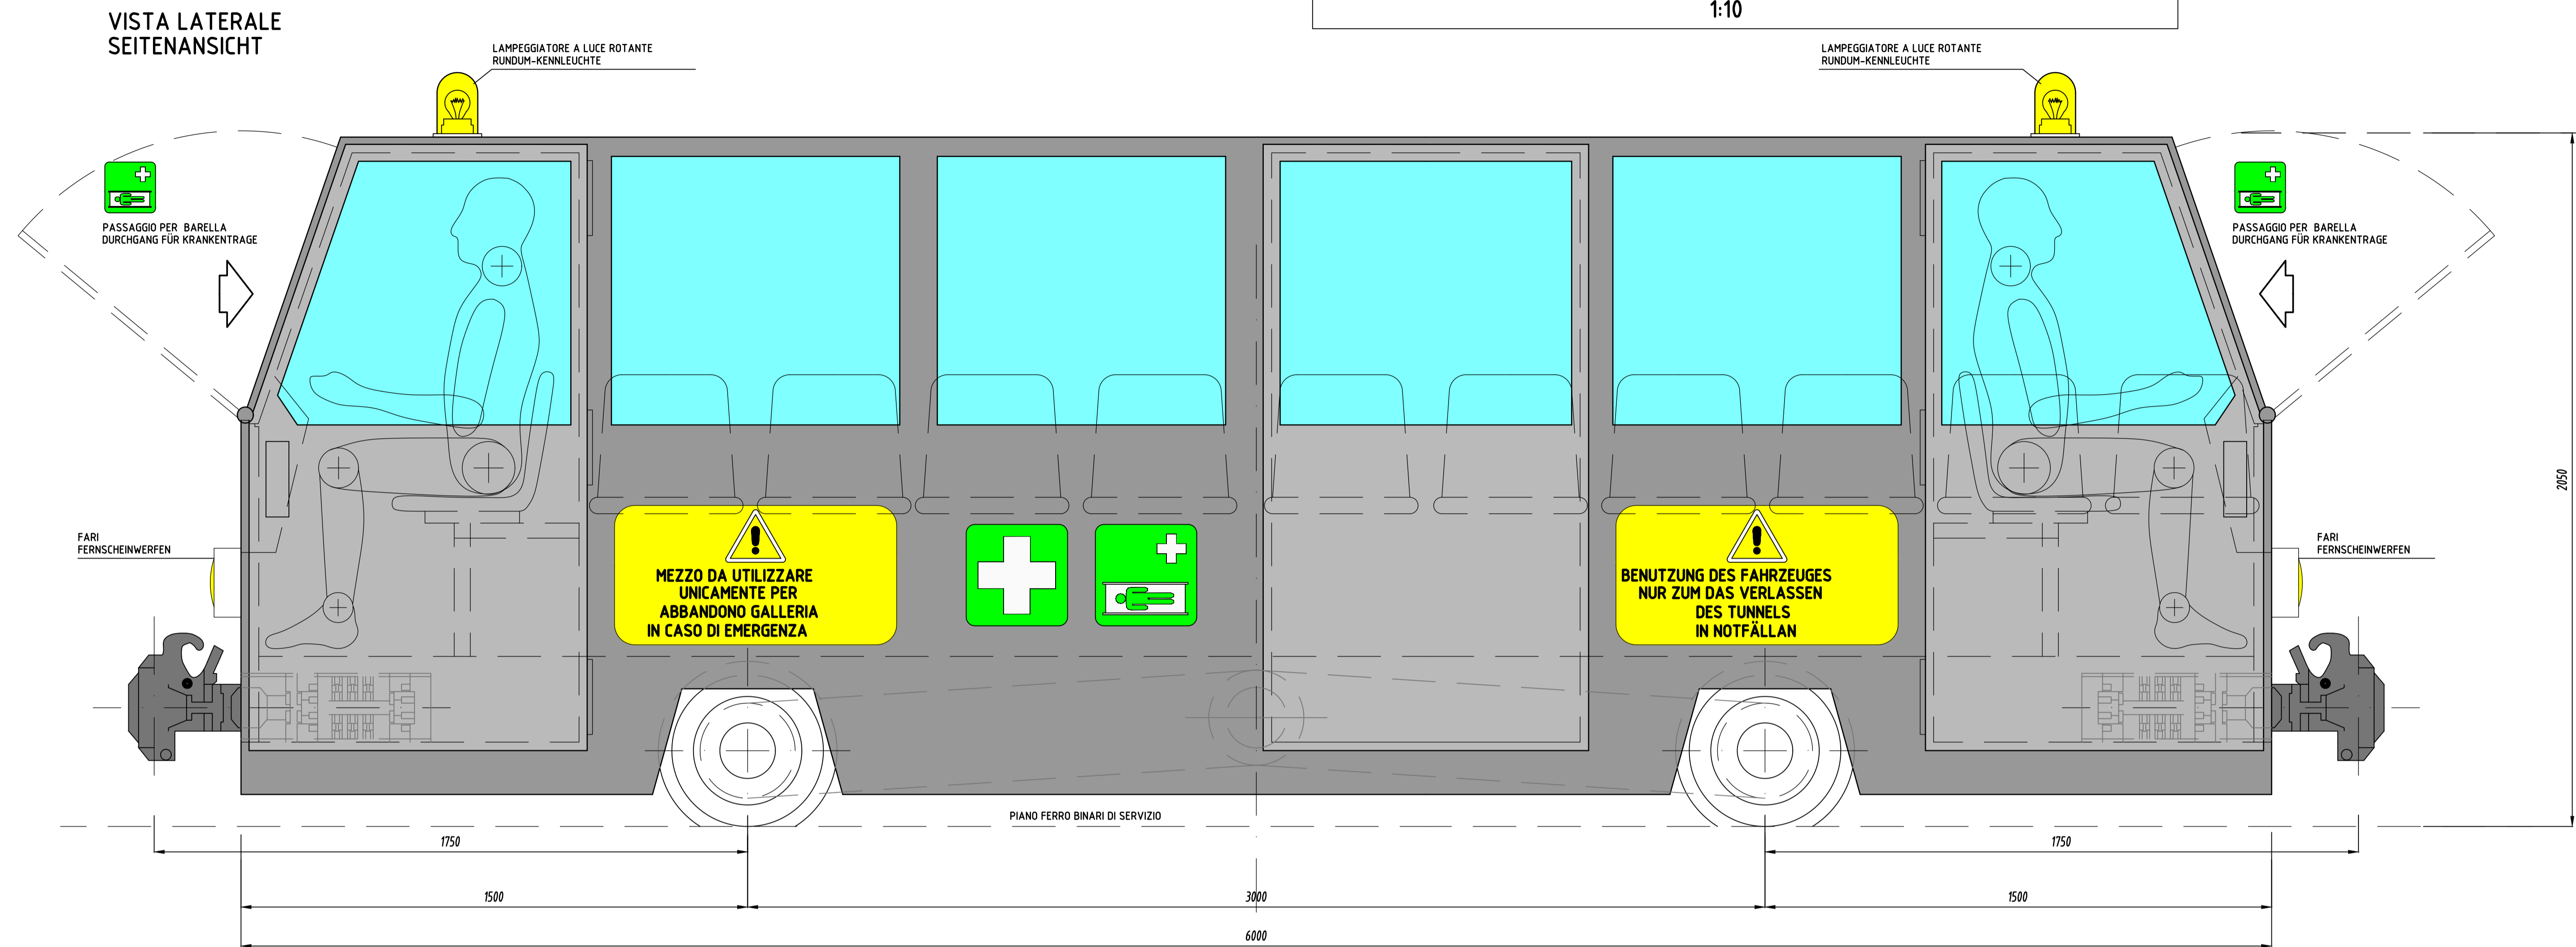 VISTA LATERALE
SEITENANSICHT
1:10
LAMPEGGIATORE A LUCE ROTANTE
RUNDUM-KENNLEUCHTE
LAMPEGGIATORE A LUCE ROTANTE
RUNDUM-KENNLEUCHTE
PASSAGGIO PER BARELLA
DURCHGANG FÜR KRANKENTRAGE
PASSAGGIO PER BARELLA
DURCHGANG FÜR KRANKENTRAGE
2050
FARI
FERNSCHEINWERFEN
FARI
FERNSCHEINWERFEN
MEZZO DA UTILIZZARE
UNICAMENTE PER
ABBANDONO GALLERIA
IN CASO DI EMERGENZA
BENUTZUNG DES FAHRZEUGES
NUR ZUM DAS VERLASSEN
DES TUNNELS
IN NOTFÄLLAN
PIANO FERRO BINARI DI SERVIZIO
1750
1750
1500
3000
1500
6000